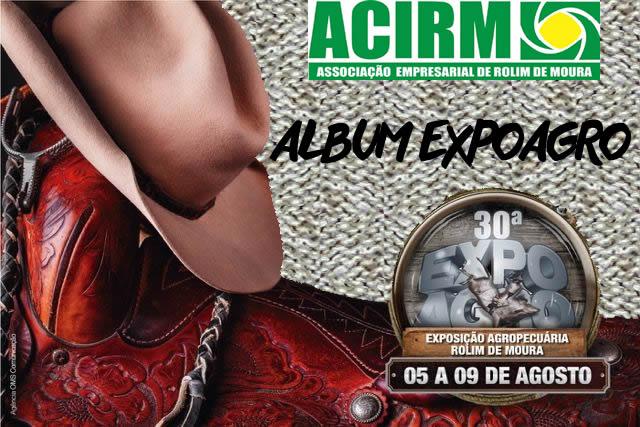 ACIRM
ASSOCIAÇÃO EMPRESARIAL DE ROLIM DE MOURA
ALBUM EXPOAGRO
30ª
EXPO
AGRO
EXPOSIÇÃO AGROPECUÁRIA
ROLIM DE MOURA
05 A 09 DE AGOSTO